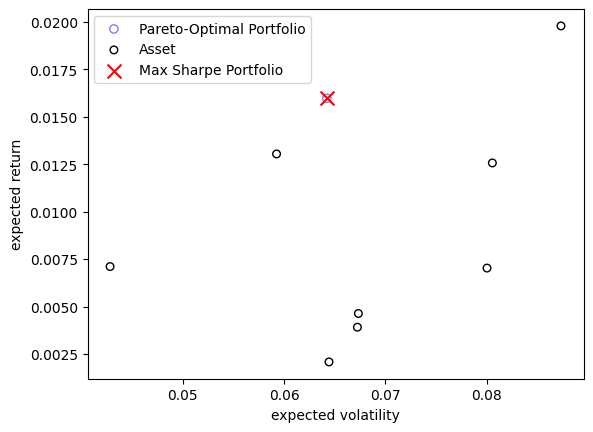 Pareto-Optimal Portfolio
Asset
Max Sharpe Portfolio
0.0200
0.0175
0.0150
0.0125
0.0100
0.0075
0.0050
0.0025
expected return
0.05 0.06 0.07 0.08
expected volatility